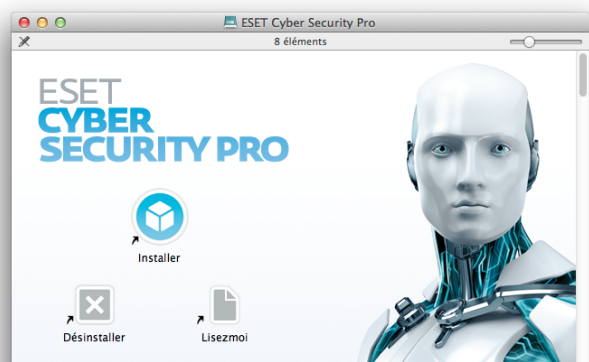 ESET Cyber Security Pro
8 éléments
ESET
CYBER
SECURITY PRO
Installer
Désinstaller
Lisezmoi